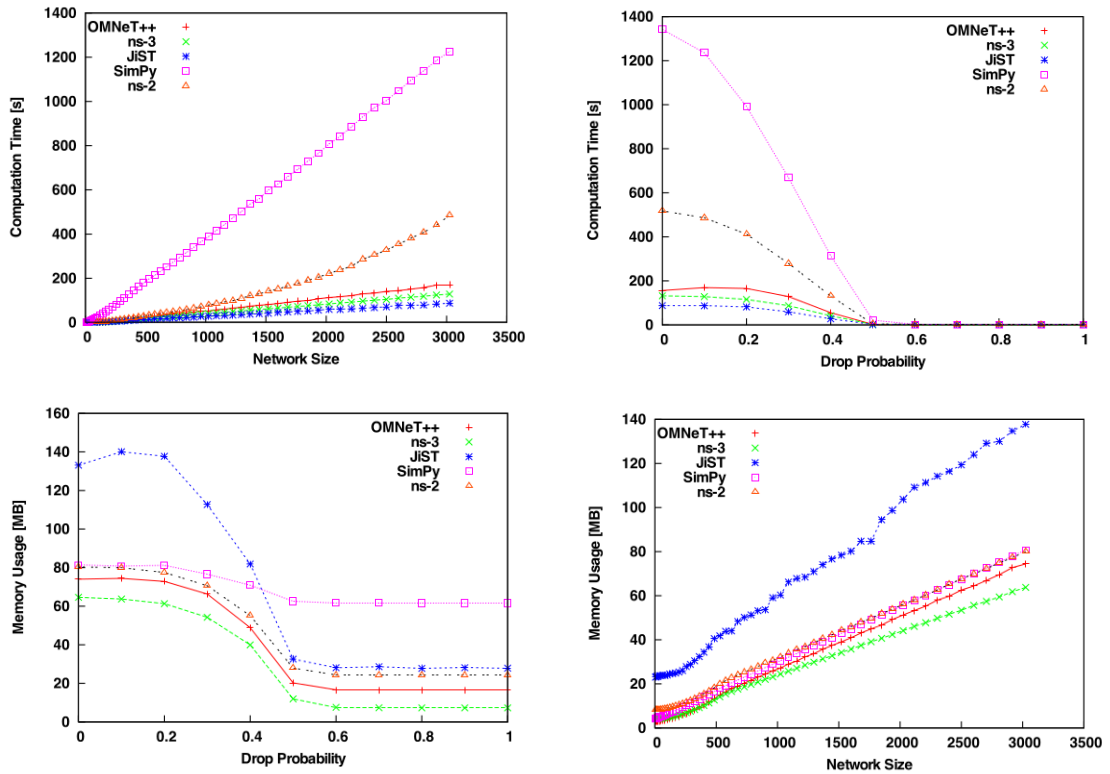 1400
1200
1000
800
600
400
200
0
Computation Time [s]
OMNeT++
ns-3
JiST
SimPy
ns-2
0 500 1000 1500 2000 2500 3000 3500
Network Size
1400
1200
1000
800
600
400
200
0
Computation Time [s]
OMNeT++
ns-3
JiST
SimPy
ns-2
0 0.2 0.4 0.6 0.8 1
Drop Probability
160
140
120
100
80
60
40
20
0
Memory Usage [MB]
OMNeT++
ns-3
JiST
SimPy
ns-2
0 0.2 0.4 0.6 0.8 1
Drop Probability
140
120
100
80
60
40
20
0
Memory Usage [MB]
OMNeT++
ns-3
JiST
SimPy
ns-2
0 500 1000 1500 2000 2500 3000 3500
Network Size